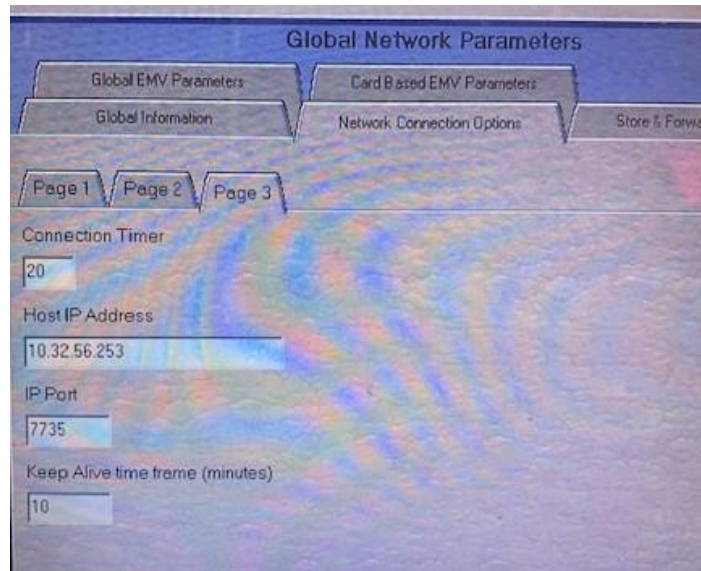 Global Network Parameters
Global EMV Parameters
Card Based EMV Parameters
Global Information
Network Connection Options
Store & Forwa
Page 1
Page 2
Page 3
Connection Timer
20
Host IP Address
10.32.56.253
IP Port
7735
Keep Alive time frame (minutes)
10